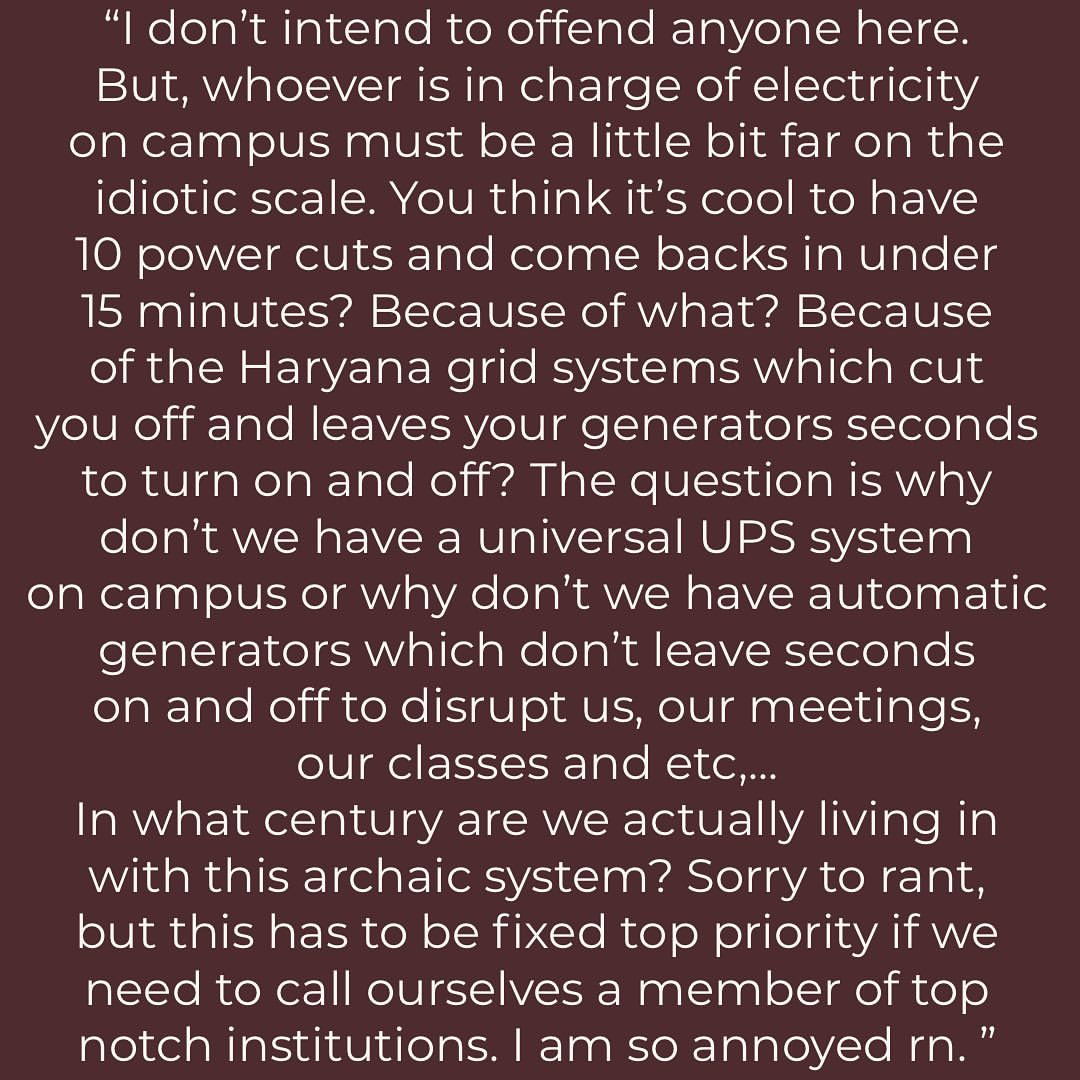 “I don’t intend to offend anyone here.
But, whoever is in charge of electricity
on campus must be a little bit far on the
idiotic scale. You think it’s cool to have
10 power cuts and come backs in under
15 minutes? Because of what? Because
of the Haryana grid systems which cut
you off and leaves your generators seconds
to turn on and off? The question is why
don’t we have a universal UPS system
on campus or why don’t we have automatic
generators which don’t leave seconds
on and off to disrupt us, our meetings,
our classes and etc,...
In what century are we actually living in
with this archaic system? Sorry to rant,
but this has to be fixed top priority if we
need to call ourselves a member of top
notch institutions. I am so annoyed rn. ”